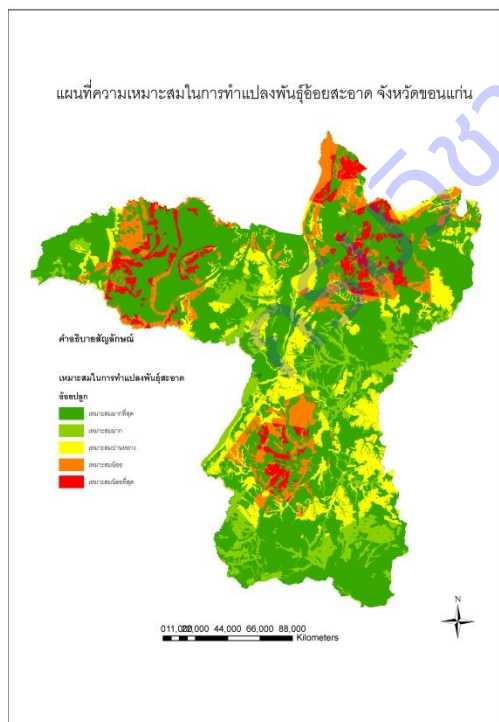 แผนที่ความเหมาะสมในการทำแปลงพันธุ์อ้อยสะอาด จังหวัดขอนแก่น
คำอธิบายสัญลักษณ์
เหมาะสมในการทำแปลงพันธุ์สะอาด
อ้อยปลูก
เหมาะสมมากที่สุด
เหมาะสมมาก
เหมาะสมปานกลาง
เหมาะสมน้อย
เหมาะสมน้อยที่สุด
N
44,000 66,000 88,000
Kilometers